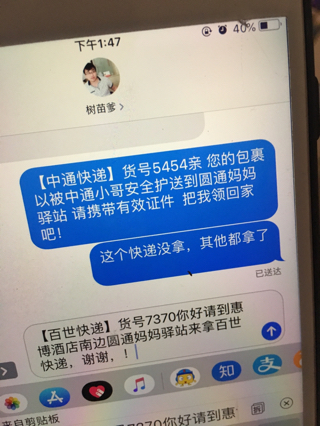 下午1:47
40%
树苗爹
【中通快递】货号5454亲 您的包裹
以被中通小哥安全护送到圆通妈妈
驿站 请携带有效证件  把我领回家
吧！
这个快递没拿，其他都拿了
已送达
【百世快递】货号7370你好请到惠
博酒店南边圆通妈妈驿站来拿百世
快递，谢谢，！
知
支
来自剪贴板
7370你好请到惠